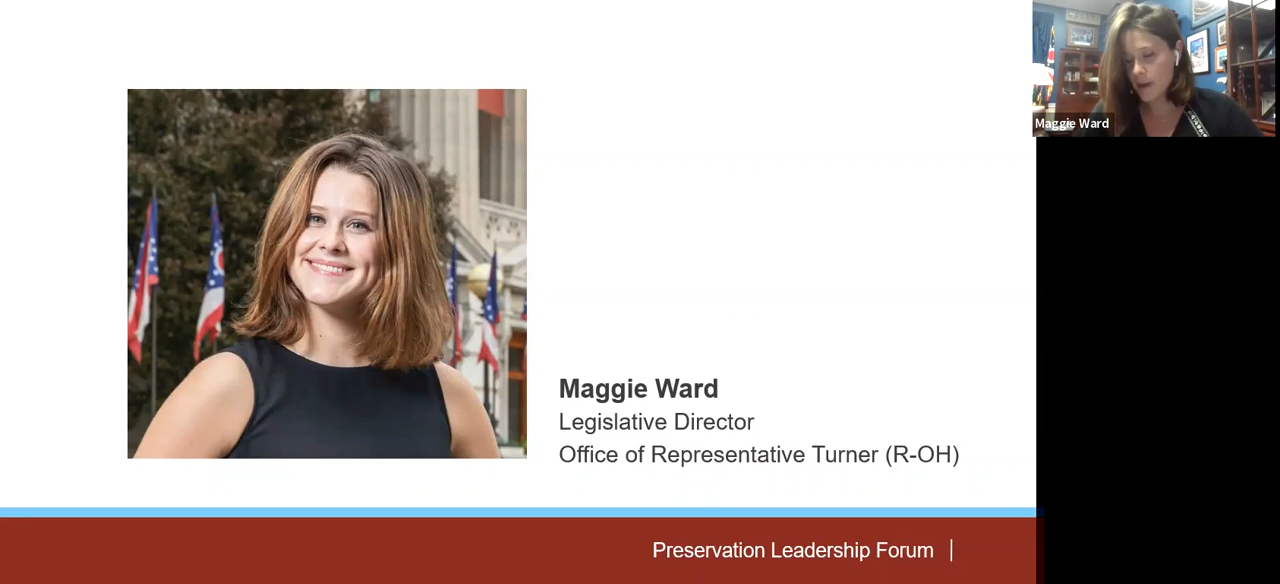 Maggie Ward
Maggie Ward
Legislative Director
Office of Representative Turner (R-OH)
Preservation Leadership Forum |